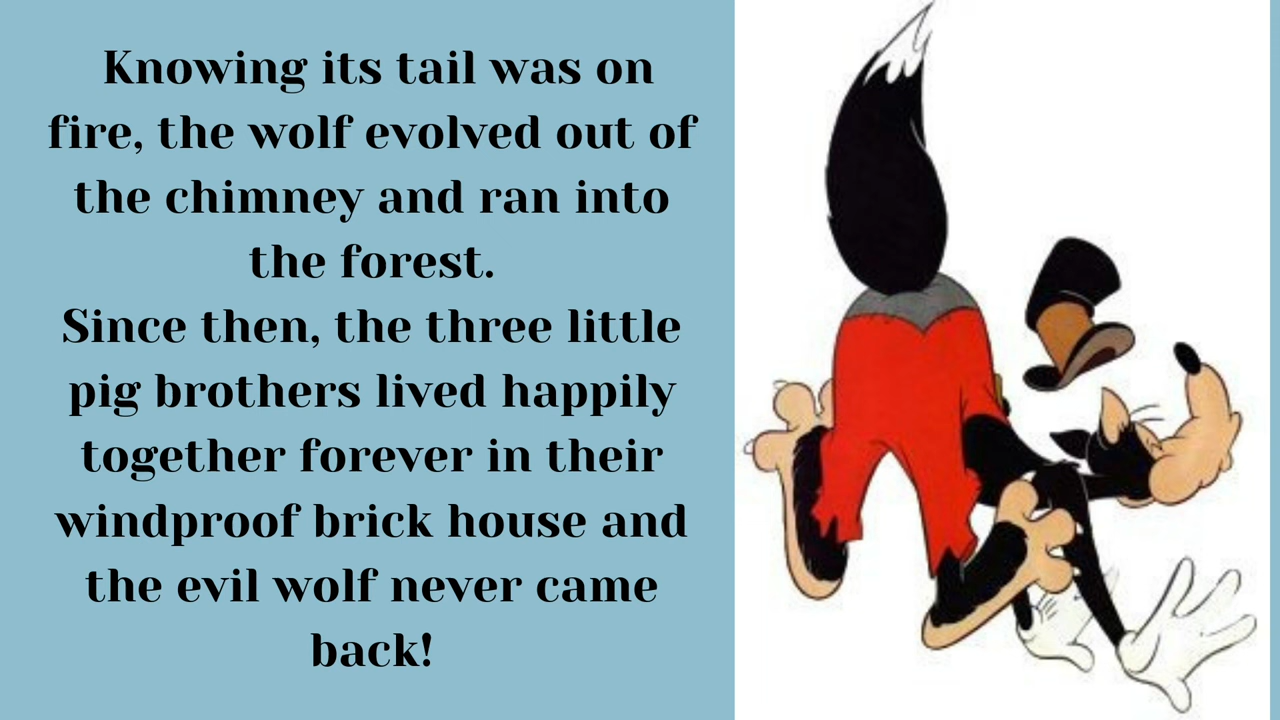 Knowing its tail was on
fire, the wolf evolved out of
the chimney and ran into
the forest.
Since then, the three little
pig brothers lived happily
together forever in their
windproof brick house and
the evil wolf never came
back!